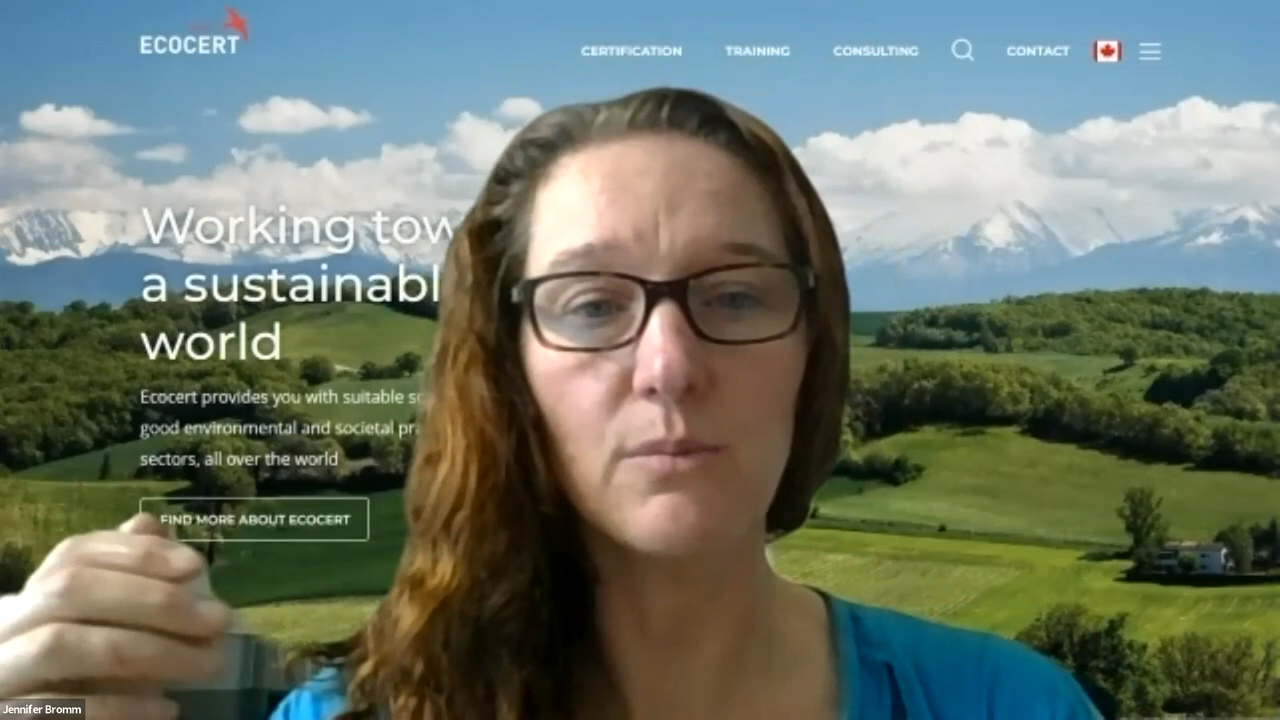 ECOCERT
CERTIFICATION TRAINING CONSULTING CONTACT
Working tow
a sustainabl
world
Ecocert provides you with suitable
good environmental and societal
sectors, all over the world
FIND MORE ABOUT ECOCERT
Jennifer Bromm